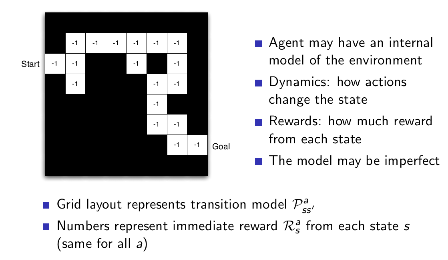 -1 -1 -1 -1 -1 -1
Start -1 -1 -1 -1
-1 -1 -1
-1
-1 -1
-1 -1 Goal
Agent may have an internal
model of the environment
Dynamics: how actions
change the state
Rewards: how much reward
from each state
The model may be imperfect
Grid layout represents transition model 𝒫ᵃₛₛ′
Numbers represent immediate reward ℛᵃₛ from each state s
(same for all a)